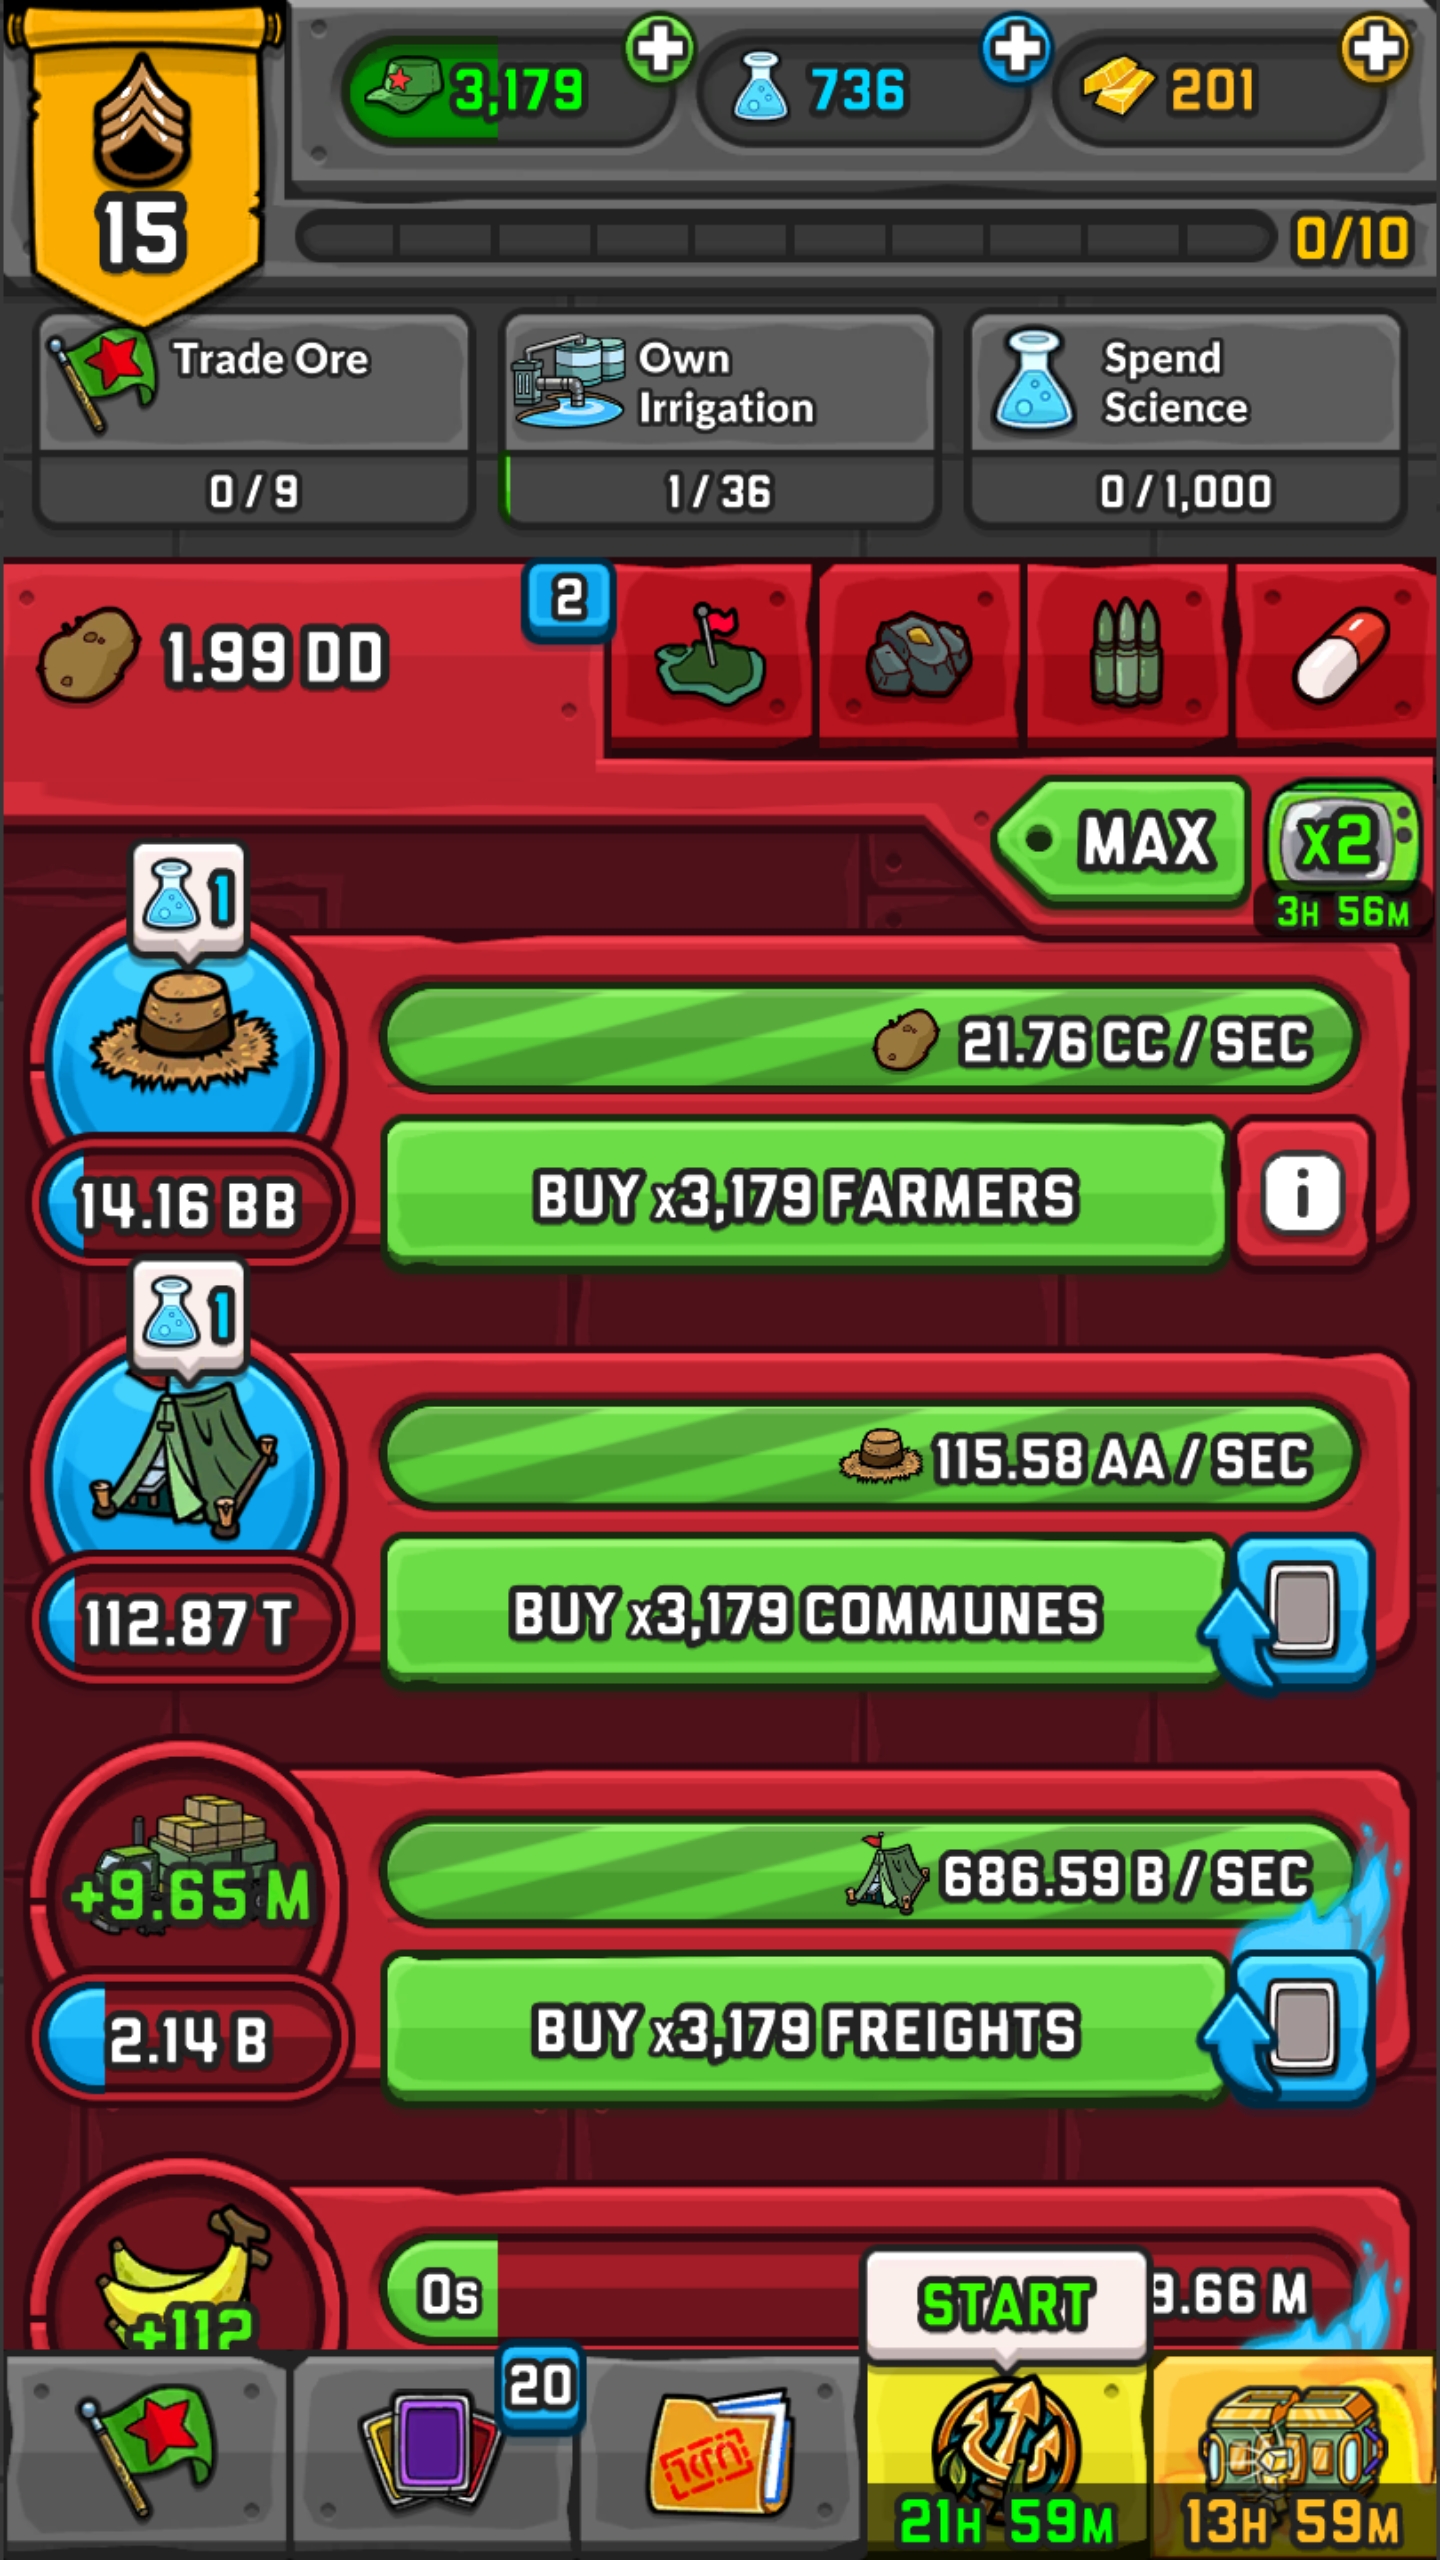 3,179
736
201
15
0/10
Trade Ore
0 / 9
Own
Irrigation
1 / 36
Spend
Science
0 / 1,000
1.99 DD
2
MAX
x2
3H 56M
1
21.76 CC / SEC
14.16 BB
BUY x3,179 FARMERS
i
1
115.58 AA / SEC
112.87 T
BUY x3,179 COMMUNES
+9.65 M
686.59 B / SEC
2.14 B
BUY x3,179 FREIGHTS
+112
0s
.66 M
START
20
21H 59M
13H 59M